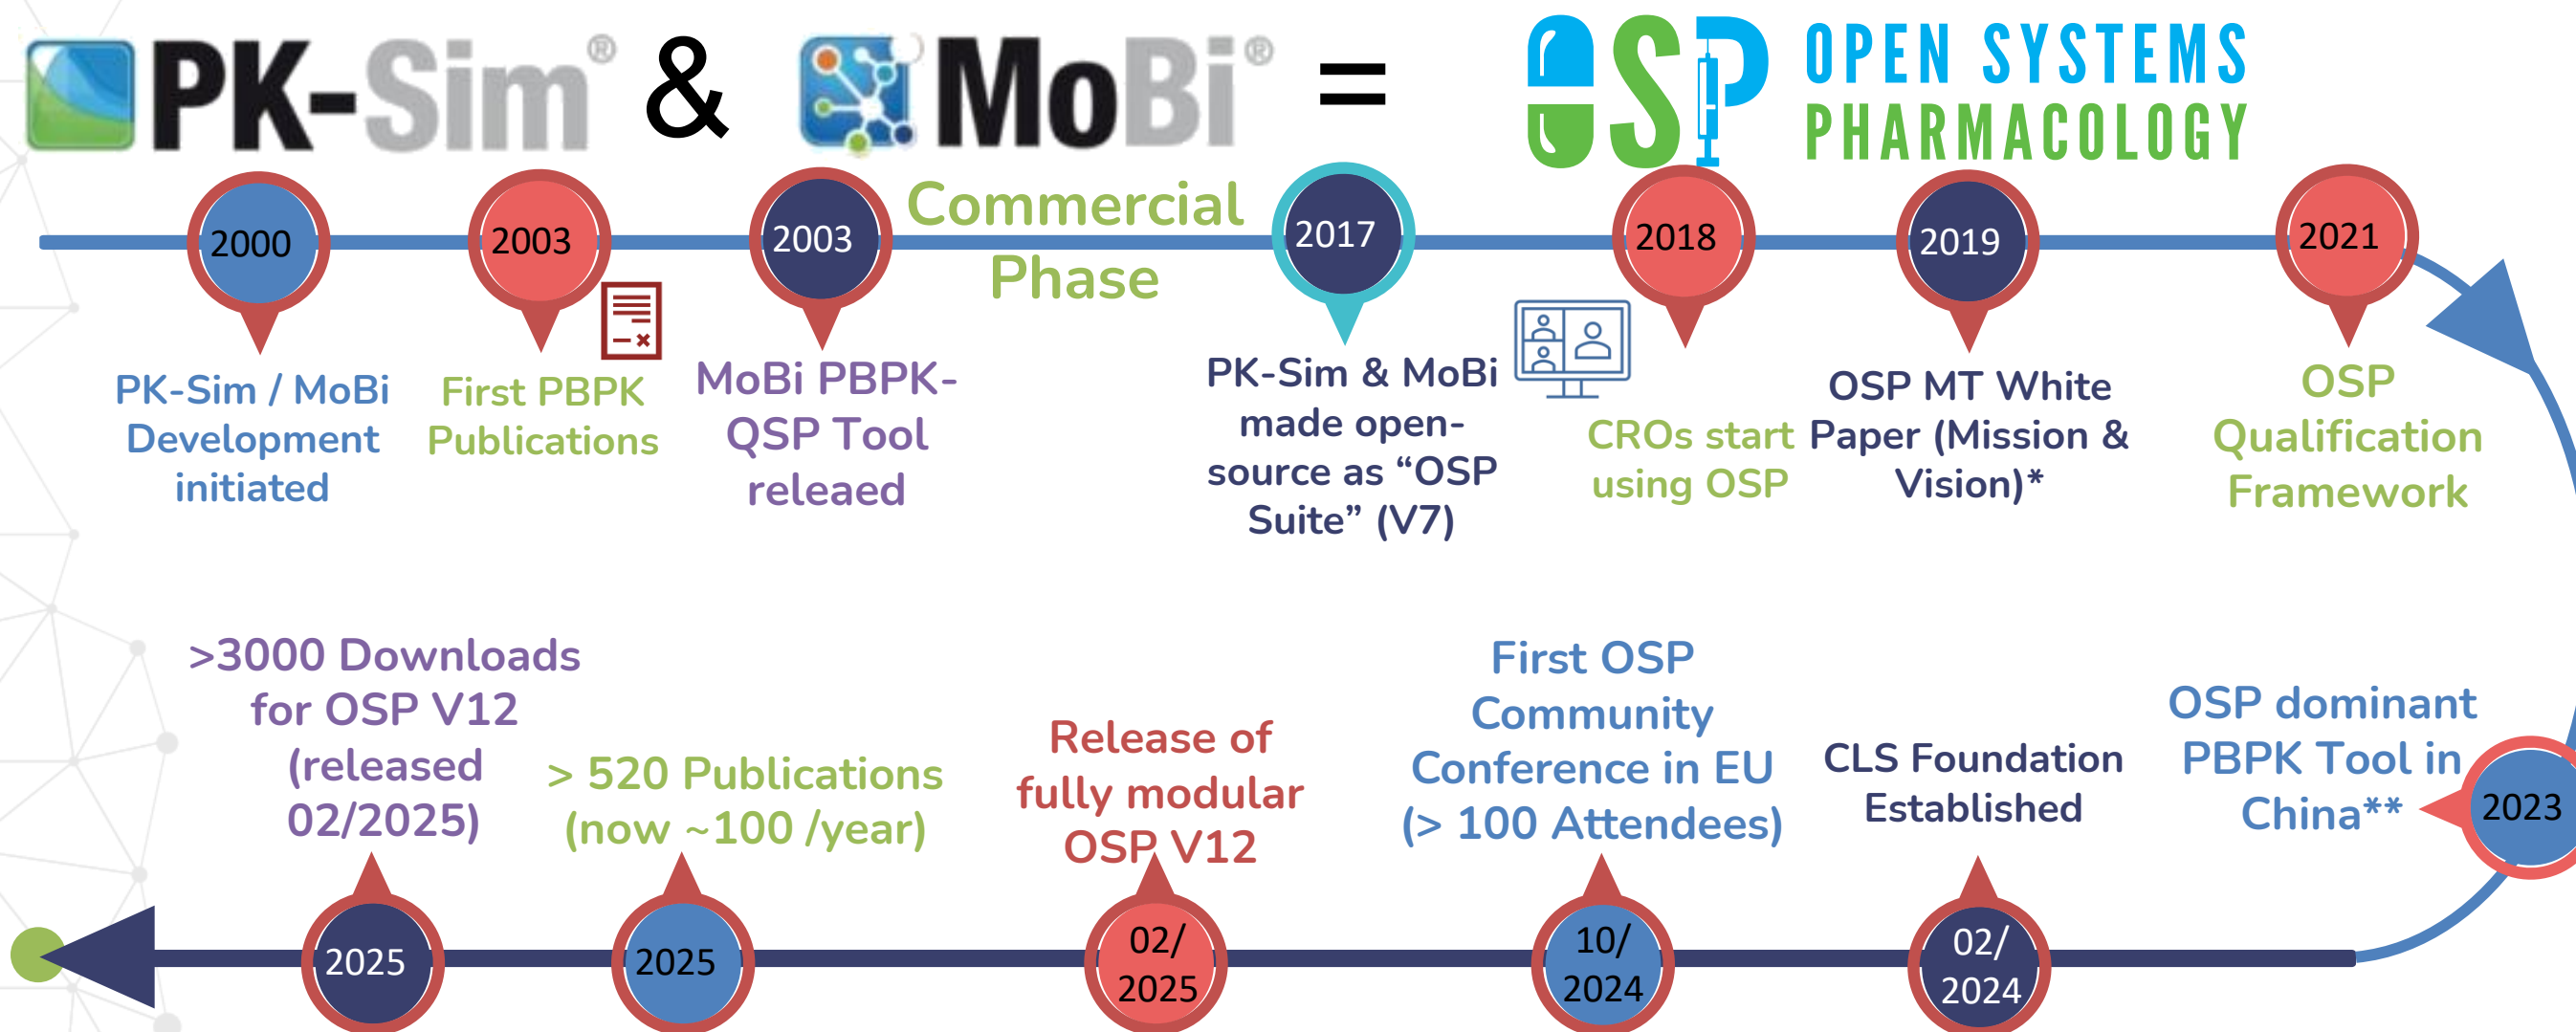 PK-Sim® & MoBi® = OSP OPEN SYSTEMS
PHARMACOLOGY
2000
PK-Sim / MoBi
Development
initiated
2003
First PBPK
Publications
2003
MoBi PBPK-
QSP Tool
releaed
Commercial
Phase
2017
PK-Sim & MoBi
made open-
source as “OSP
Suite” (V7)
2018
CROs start
using OSP
2019
OSP MT White
Paper (Mission &
Vision)*
2021
OSP
Qualification
Framework
2023
OSP dominant
PBPK Tool in
China**
02/
2024
CLS Foundation
Established
10/
2024
First OSP
Community
Conference in EU
(> 100 Attendees)
02/
2025
Release of
fully modular
OSP V12
2025
> 520 Publications
(now ~100 /year)
2025
>3000 Downloads
for OSP V12
(released
02/2025)